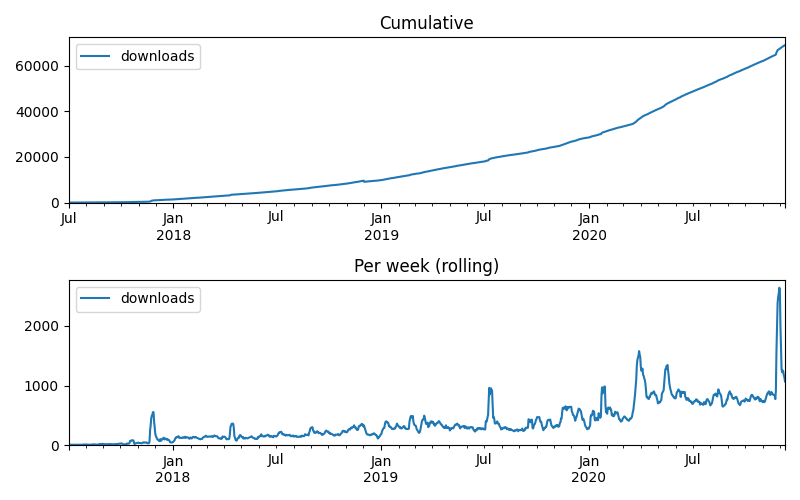 Cumulative
downloads
60000
40000
20000
0
Jul Jan Jul Jan Jul Jan Jul
2018 2019 2020
Per week (rolling)
downloads
2000
1000
0
Jan Jul Jan Jul Jan Jul
2018 2019 2020